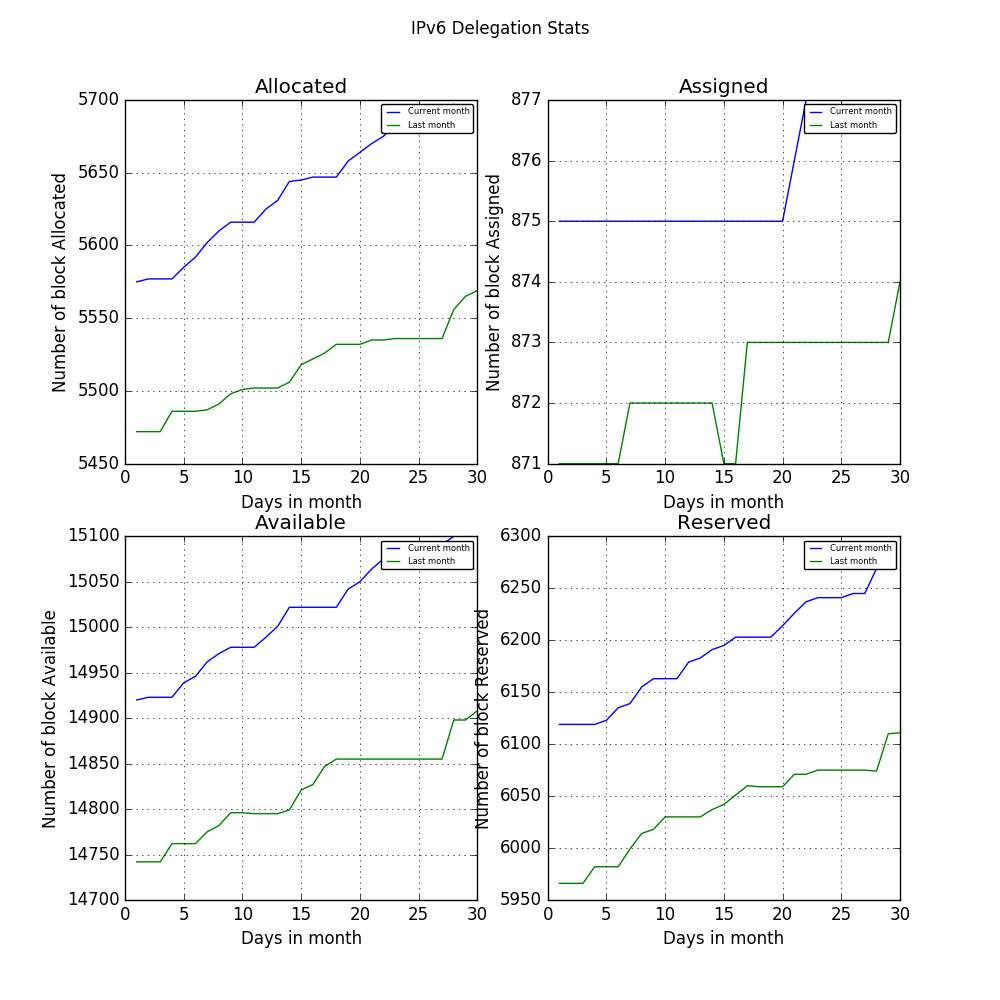 IPv6 Delegation Stats
Allocated
Number of block Allocated
5700
5650
5600
5550
5500
5450
Current month
Last month
0 5 10 15 20 25 30
Days in month
Assigned
Number of block Assigned
877
876
875
874
873
872
871
Current month
Last month
0 5 10 15 20 25 30
Days in month
Available
Number of block Available
15100
15050
15000
14950
14900
14850
14800
14750
14700
Current month
Last month
0 5 10 15 20 25 30
Days in month
Reserved
Number of block Reserved
6300
6250
6200
6150
6100
6050
6000
5950
Current month
Last month
0 5 10 15 20 25 30
Days in month